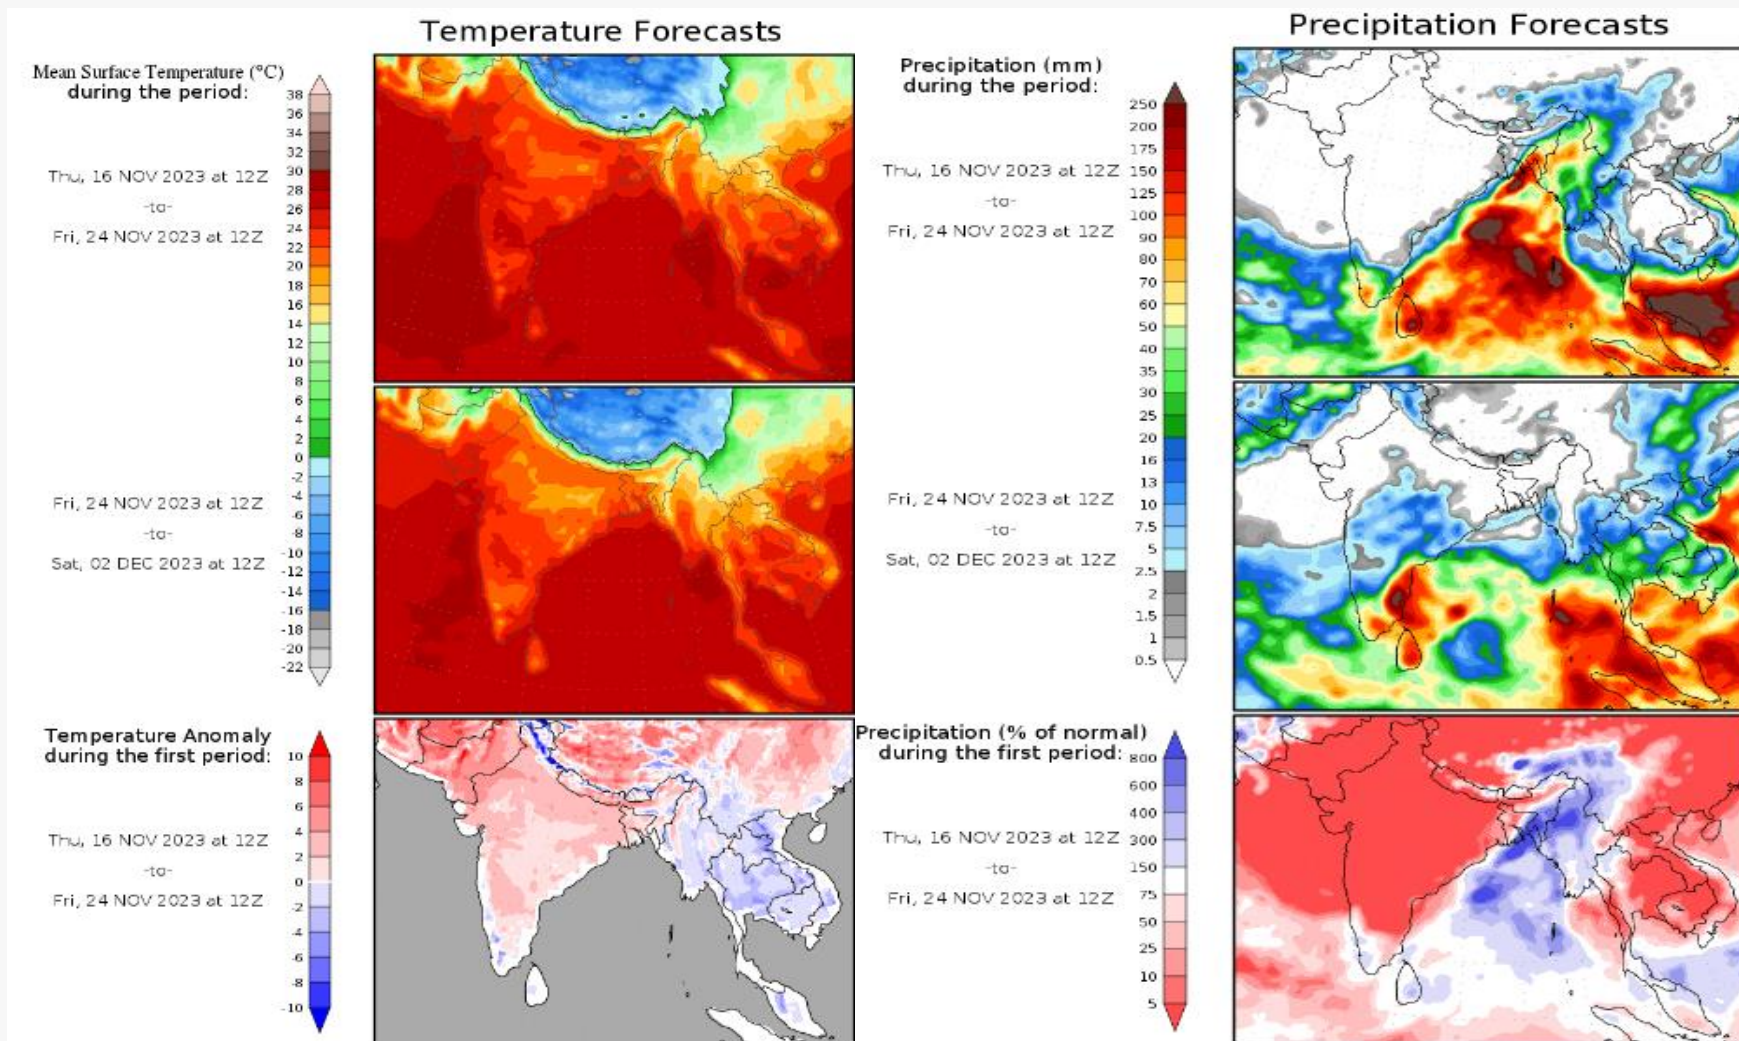 Temperature Forecasts
Mean Surface Temperature (°C)
during the period:
38
36
34
32
30
28
26
24
22
20
18
16
14
12
10
8
6
4
2
0
-2
-4
-6
-8
-10
-12
-14
-16
-18
-20
-22
Thu, 16 NOV 2023 at 12Z
-to-
Fri, 24 NOV 2023 at 12Z
Fri, 24 NOV 2023 at 12Z
-to-
Sat, 02 DEC 2023 at 12Z
Temperature Anomaly
during the first period:
10
8
6
4
2
0
-2
-4
-6
-8
-10
Thu, 16 NOV 2023 at 12Z
-to-
Fri, 24 NOV 2023 at 12Z
Precipitation Forecasts
Precipitation (mm)
during the period:
250
200
175
150
125
100
90
80
70
60
50
40
35
30
25
20
16
13
10
7.5
5
2.5
2
1.5
1
0.5
Thu, 16 NOV 2023 at 12Z
-to-
Fri, 24 NOV 2023 at 12Z
Fri, 24 NOV 2023 at 12Z
-to-
Sat, 02 DEC 2023 at 12Z
Precipitation (% of normal)
during the first period:
800
600
400
300
150
75
50
25
10
5
Thu, 16 NOV 2023 at 12Z
-to-
Fri, 24 NOV 2023 at 12Z